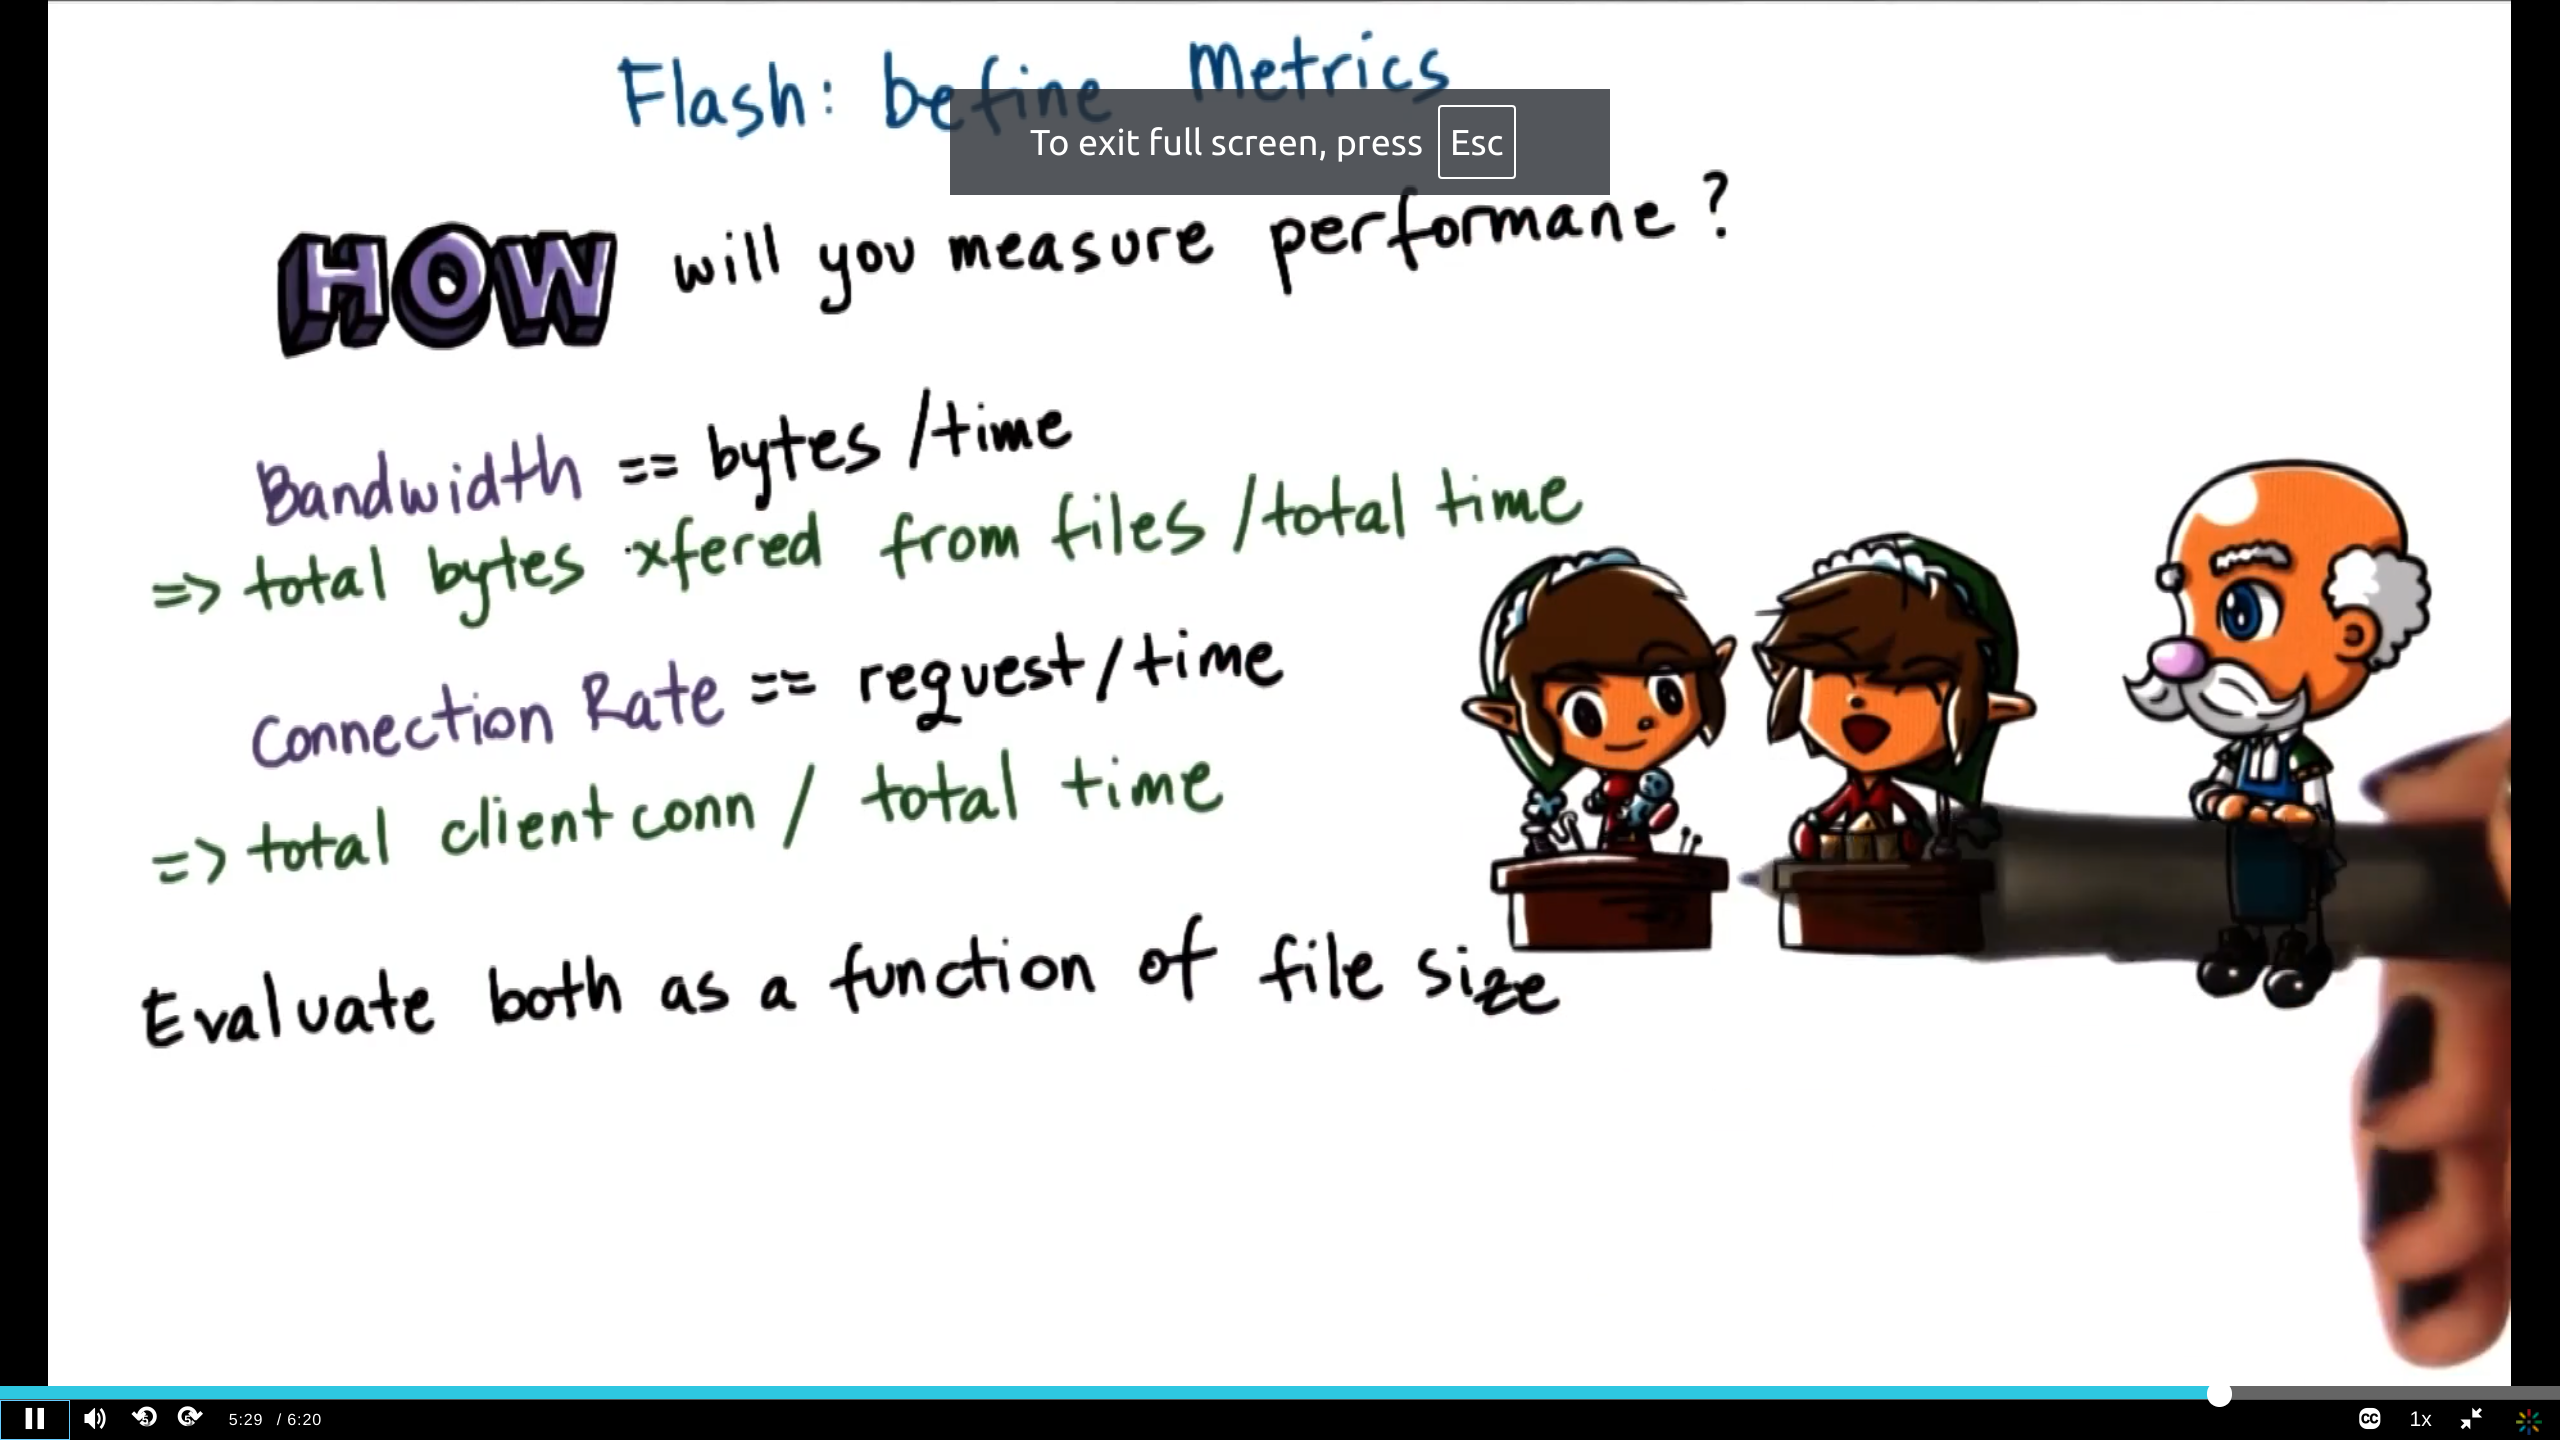 Flash: befine Metrics
To exit full screen, press Esc
HOW will you measure performane?
Bandwidth == bytes /time
=> total bytes xfered from files /total time
Connection Rate == request/time
=> total client conn / total time
Evaluate both as a function of file size
5:29 / 6:20
CC
1x